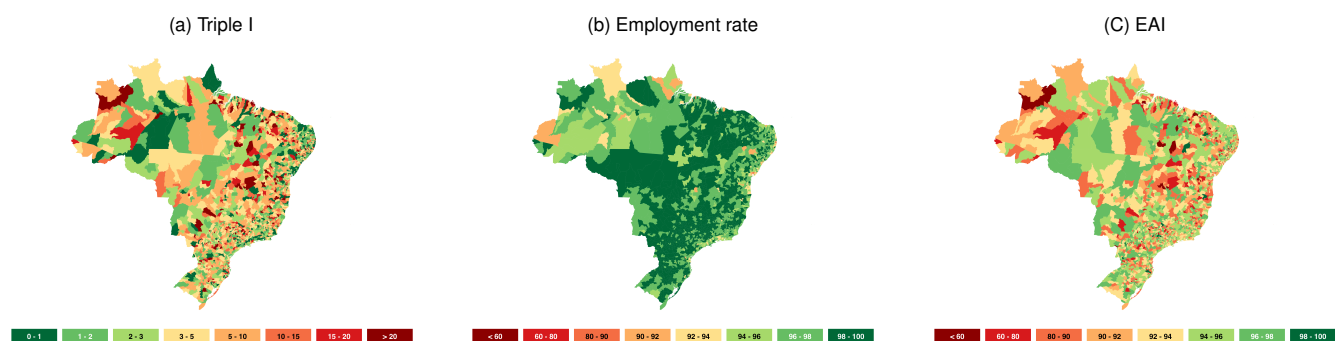 (a) Triple I
(b) Employment rate
(C) EAI
0 - 1 1 - 2 2 - 3 3 - 5 5 - 10 10 - 15 15 - 20 > 20
< 60 60 - 80 80 - 90 90 - 92 92 - 94 94 - 96 96 - 98 98 - 100
< 60 60 - 80 80 - 90 90 - 92 92 - 94 94 - 96 96 - 98 98 - 100